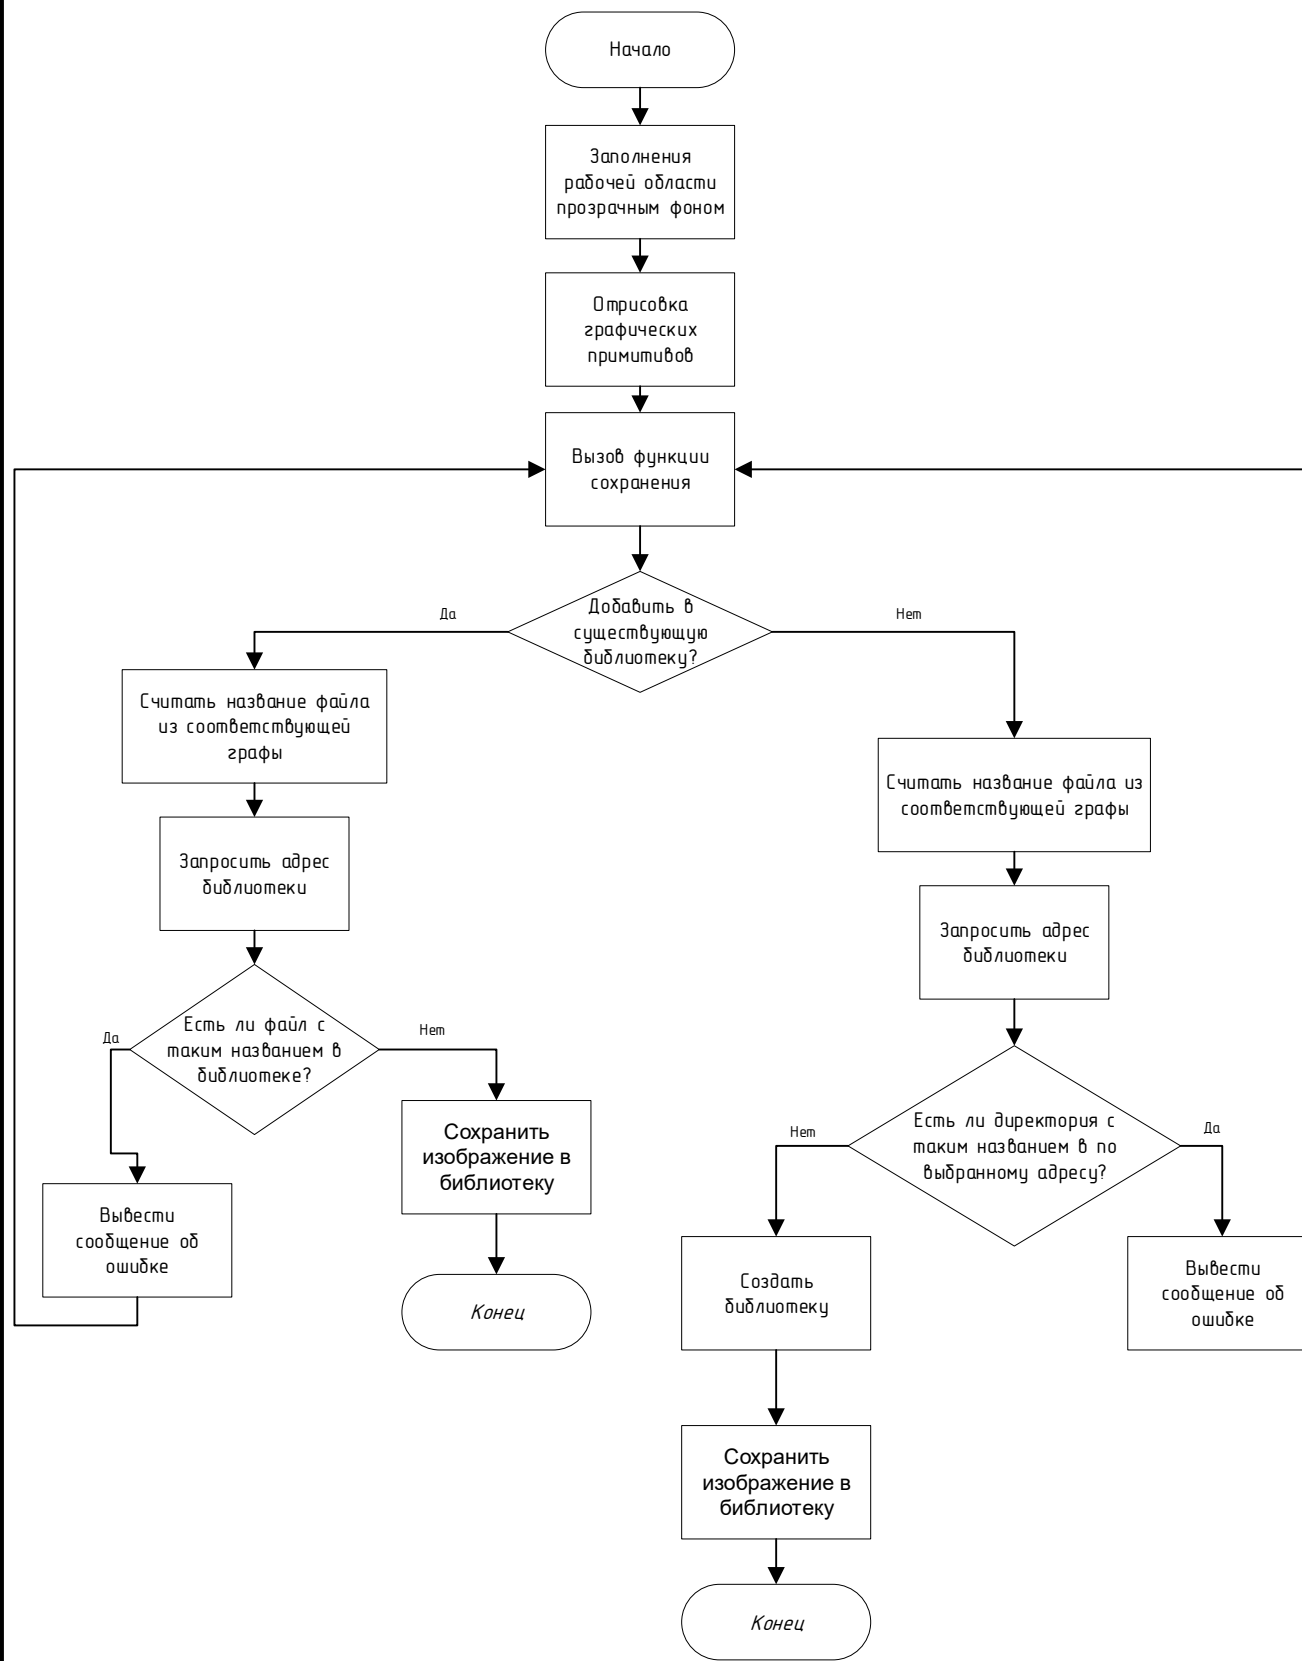 Начало
Заполнения
рабочей области
прозрачным фоном
Отрисовка
графических
примитивов
Вызов функции
сохранения
Добавить в
существующую
библиотеку?
Да
Нет
Считать название файла
из соответствующей
графы
Запросить адрес
библиотеки
Есть ли файл с
таким названием в
библиотеке?
Да
Нет
Вывести
сообщение об
ошибке
Сохранить
изображение в
библиотеку
Конец
Считать название файла из
соответствующей графы
Запросить адрес
библиотеки
Есть ли директория с
таким названием в по
выбранному адресу?
Нет
Да
Создать
библиотеку
Вывести
сообщение об
ошибке
Сохранить
изображение в
библиотеку
Конец